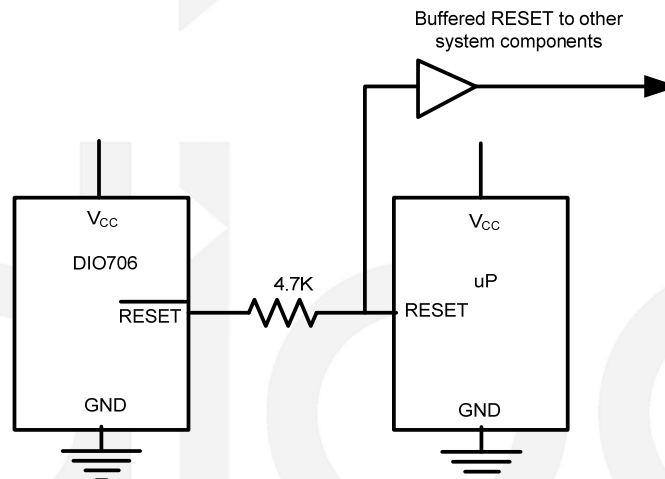 Buffered RESET to other
system components
VCC
DIO706
RESET
GND
4.7K
VCC
uP
RESET
GND